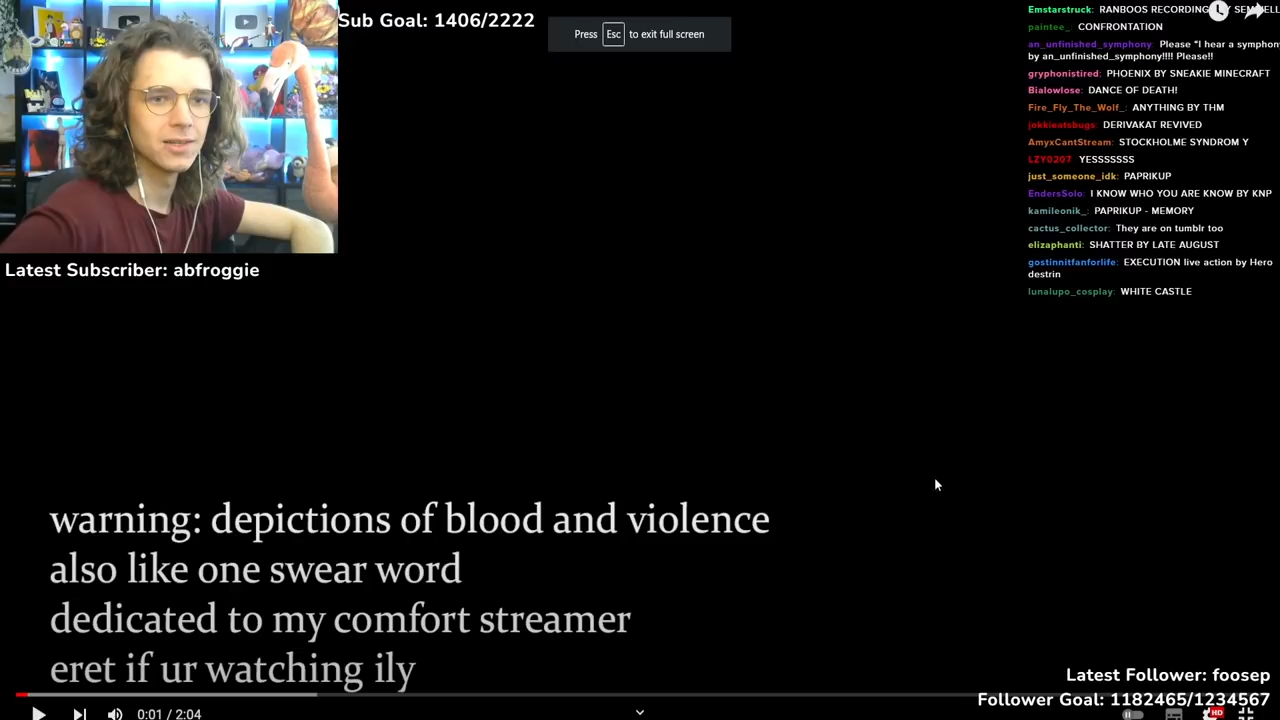 Sub Goal: 1406/2222
Press Esc to exit full screen
Latest Subscriber: abfroggie
Emstarstruck: RANBOOS RECORDING
paintee_: CONFRONTATION
an_unfinished_symphony: Please "I hear a symphony
by an_unfinished_symphony!!!! Please!!
gryphonistired: PHOENIX BY SNEAKIE MINECRAFT
Bialowlose: DANCE OF DEATH!
Fire_Fly_The_Wolf_: ANYTHING BY THM
jokkieatsbugs: DERIVAKAT REVIVED
AmyxCantStream: STOCKHOLME SYNDROM Y
LZY0207 YESSSSSSS
just_someone_idk: PAPRIKUP
EndersSolo: I KNOW WHO YOU ARE KNOW BY KNP
kamileonik_: PAPRIKUP - MEMORY
cactus_collector: They are on tumblr too
elizaphanti: SHATTER BY LATE AUGUST
gostinnitfanforlife: EXECUTION live action by Hero
destrin
lunalupo_cosplay: WHITE CASTLE
warning: depictions of blood and violence
also like one swear word
dedicated to my comfort streamer
eret if ur watching ily
Latest Follower: foosep
Follower Goal: 1182465/1234567
0:01 / 2:04
HD